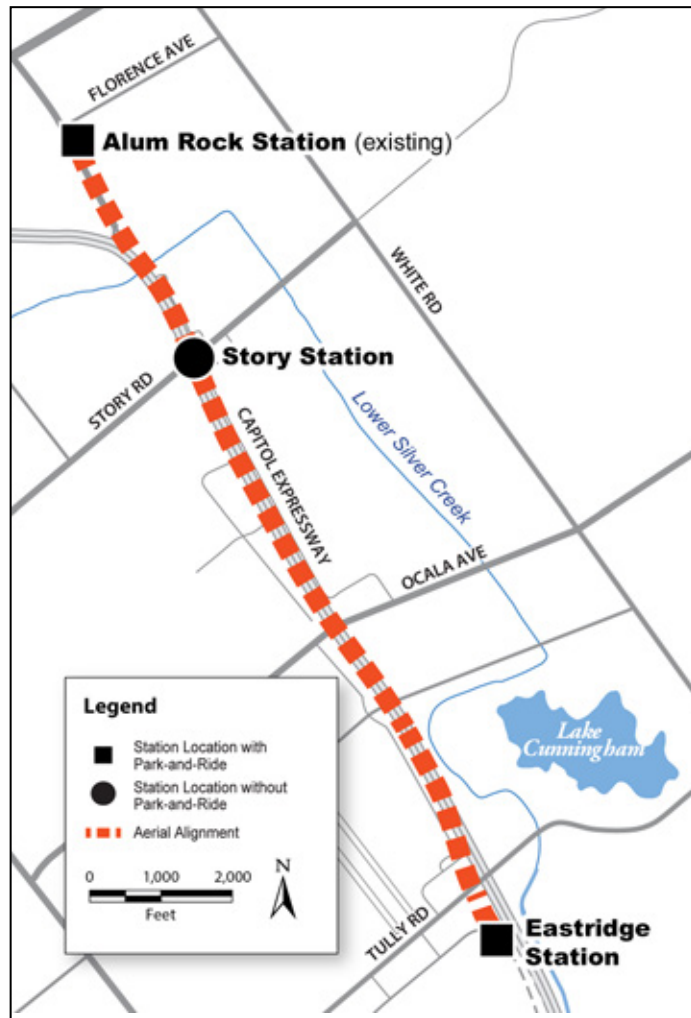 FLORENCE AVE
Alum Rock Station (existing)
WHITE RD
Story Station
STORY RD
CAPITOL EXPRESSWAY
Lower Silver Creek
OCALA AVE
Legend
Station Location with
Park-and-Ride
Station Location without
Park-and-Ride
Aerial Alignment
0 1,000 2,000
Feet
N
Lake
Cunningham
TULLY RD
Eastridge
Station